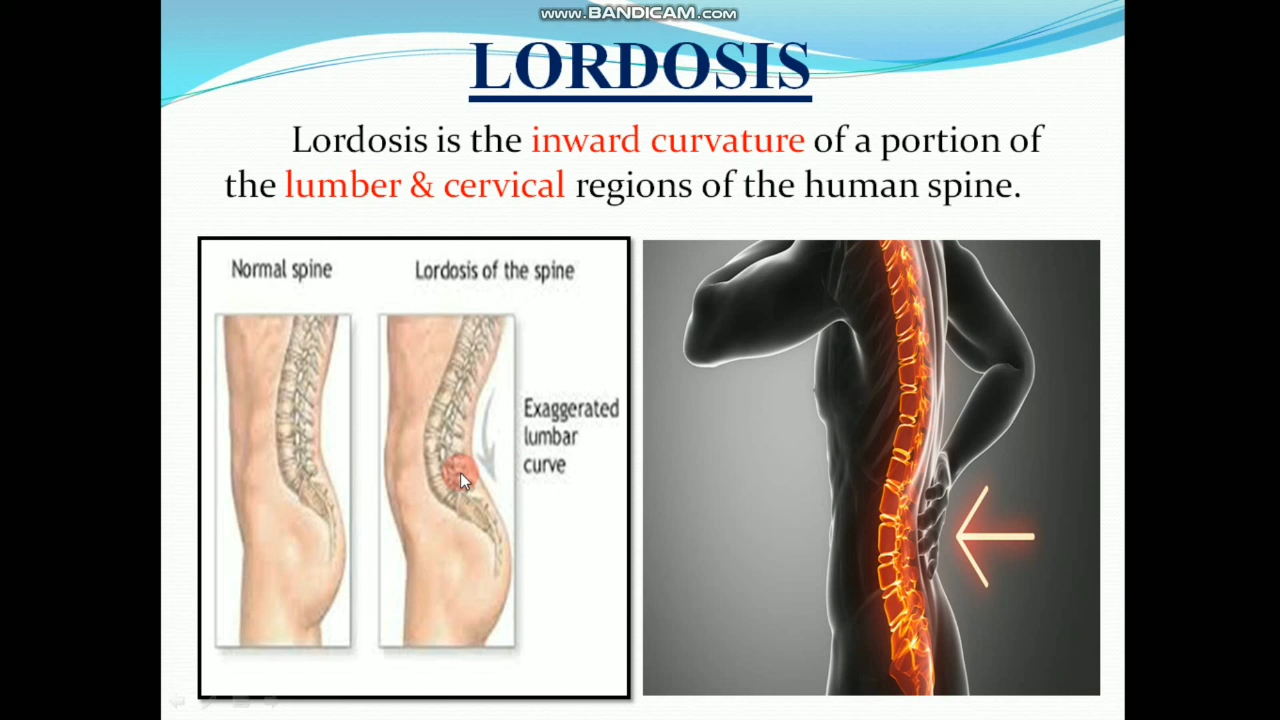 www.BANDICAM.com
LORDOSIS
Lordosis is the inward curvature of a portion of
the lumber & cervical regions of the human spine.
Normal spine
Lordosis of the spine
Exaggerated
lumbar
curve